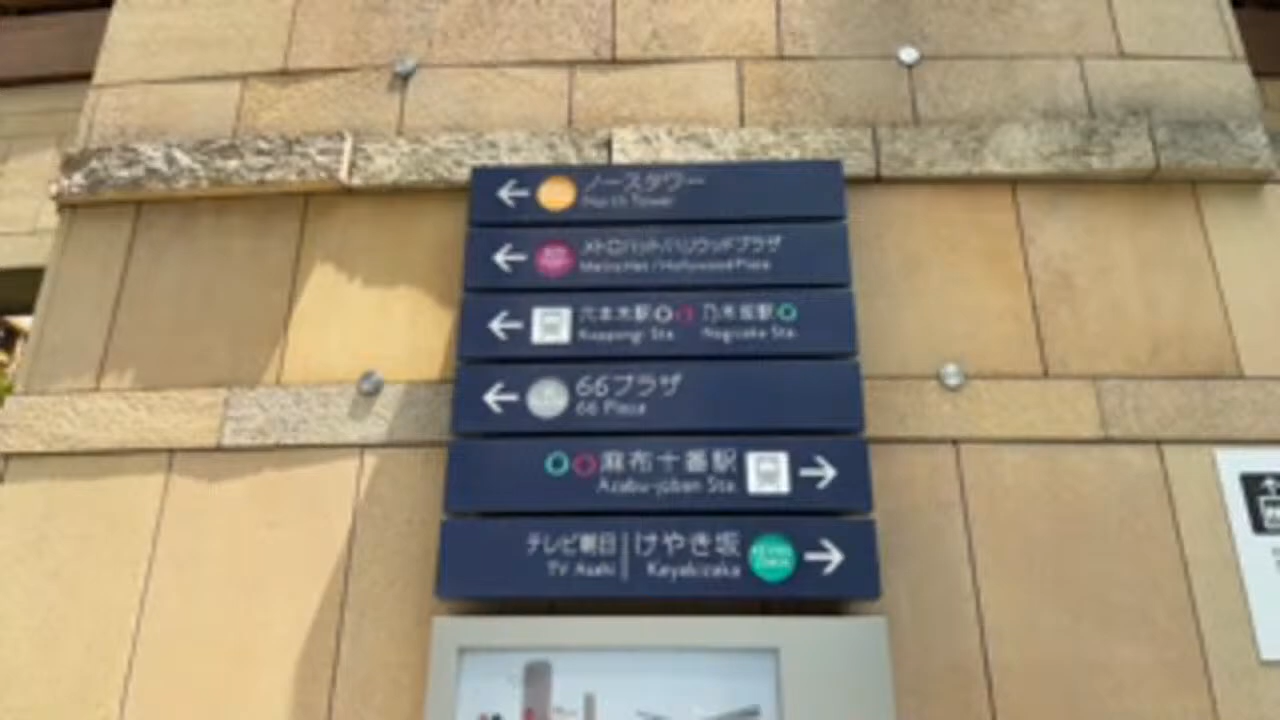 ノースタワー
North Tower
メトロハット/ハリウッドプラザ
Metro Hat / Hollywood Plaza
六本木駅 乃木坂駅
Roppongi Sta. Nogizaka Sta.
66プラザ
66 Plaza
麻布十番駅
Azabu-juban Sta.
テレビ朝日 けやき坂
TV Asahi Keyakizaka